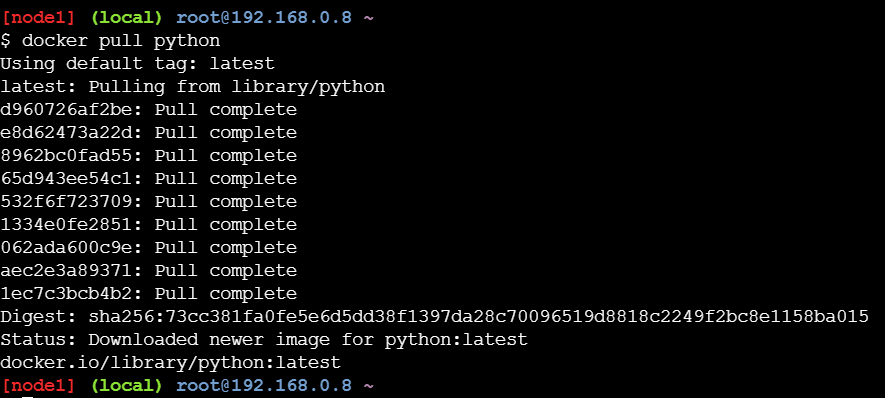 [node1] (local) root@192.168.0.8 ~
$ docker pull python
Using default tag: latest
latest: Pulling from library/python
d960726af2be: Pull complete
e8d62473a22d: Pull complete
8962bc0fad55: Pull complete
65d943ee54c1: Pull complete
532f6f723709: Pull complete
1334e0fe2851: Pull complete
062ada600c9e: Pull complete
aec2e3a89371: Pull complete
1ec7c3bcb4b2: Pull complete
Digest: sha256:73cc381fa0fe5e6d5dd38f1397da28c70096519d8818c2249f2bc8e1158ba015
Status: Downloaded newer image for python:latest
docker.io/library/python:latest
[node1] (local) root@192.168.0.8 ~